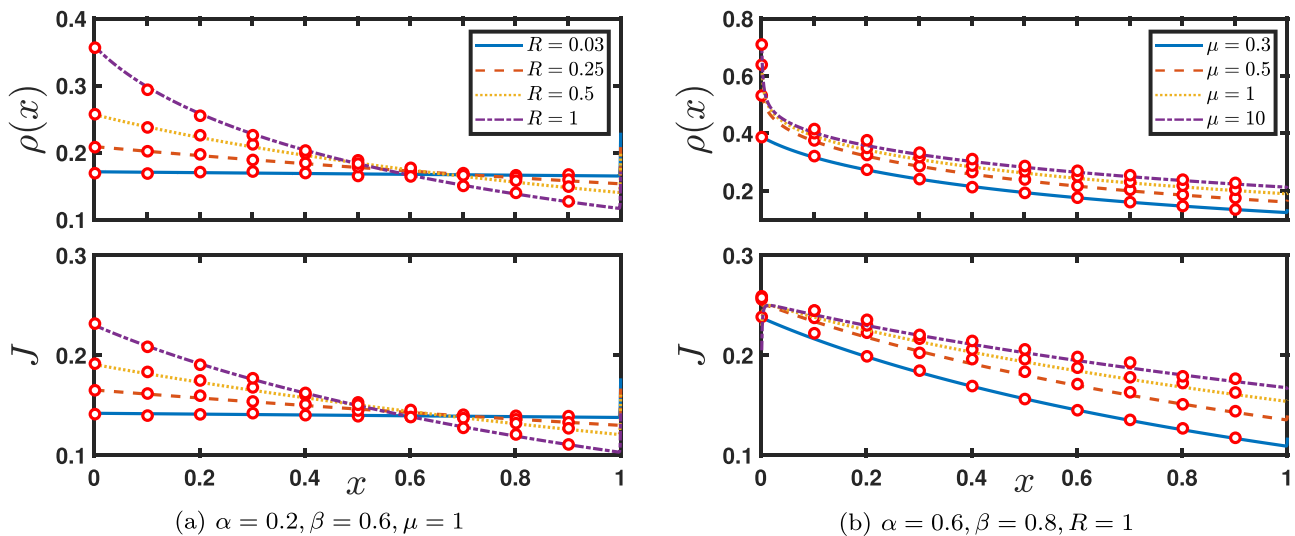 0.4
0.3
0.2
0.1
ρ(x)
R = 0.03
R = 0.25
R = 0.5
R = 1
0.3
0.2
0.1
J
0 0.2 0.4 0.6 0.8 1
x
(a) α = 0.2, β = 0.6, μ = 1
0.8
0.6
0.4
0.2
ρ(x)
μ = 0.3
μ = 0.5
μ = 1
μ = 10
0.3
0.2
0.1
J
0 0.2 0.4 0.6 0.8 1
x
(b) α = 0.6, β = 0.8, R = 1